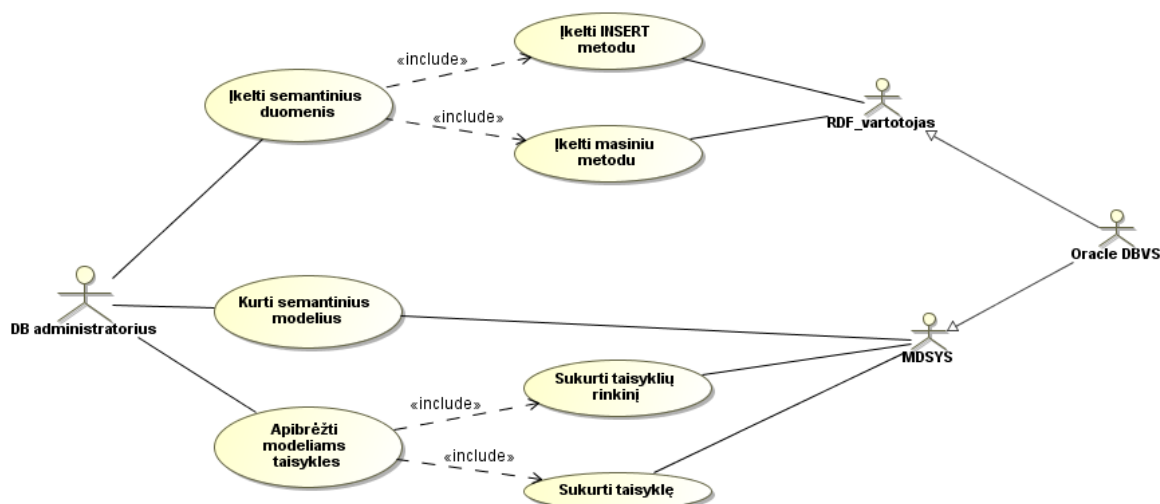 Įkelti INSERT
metodu
«include»
Įkelti semantinius
duomenis
«include»
RDF_vartotojas
Įkelti masiniu
metodu
Oracle DBVS
Kurti semantinius
modelius
DB administratorius
MDSYS
Sukurti taisyklių
rinkinį
«include»
Apibrėžti
modeliams
taisykles
«include»
Sukurti taisyklę